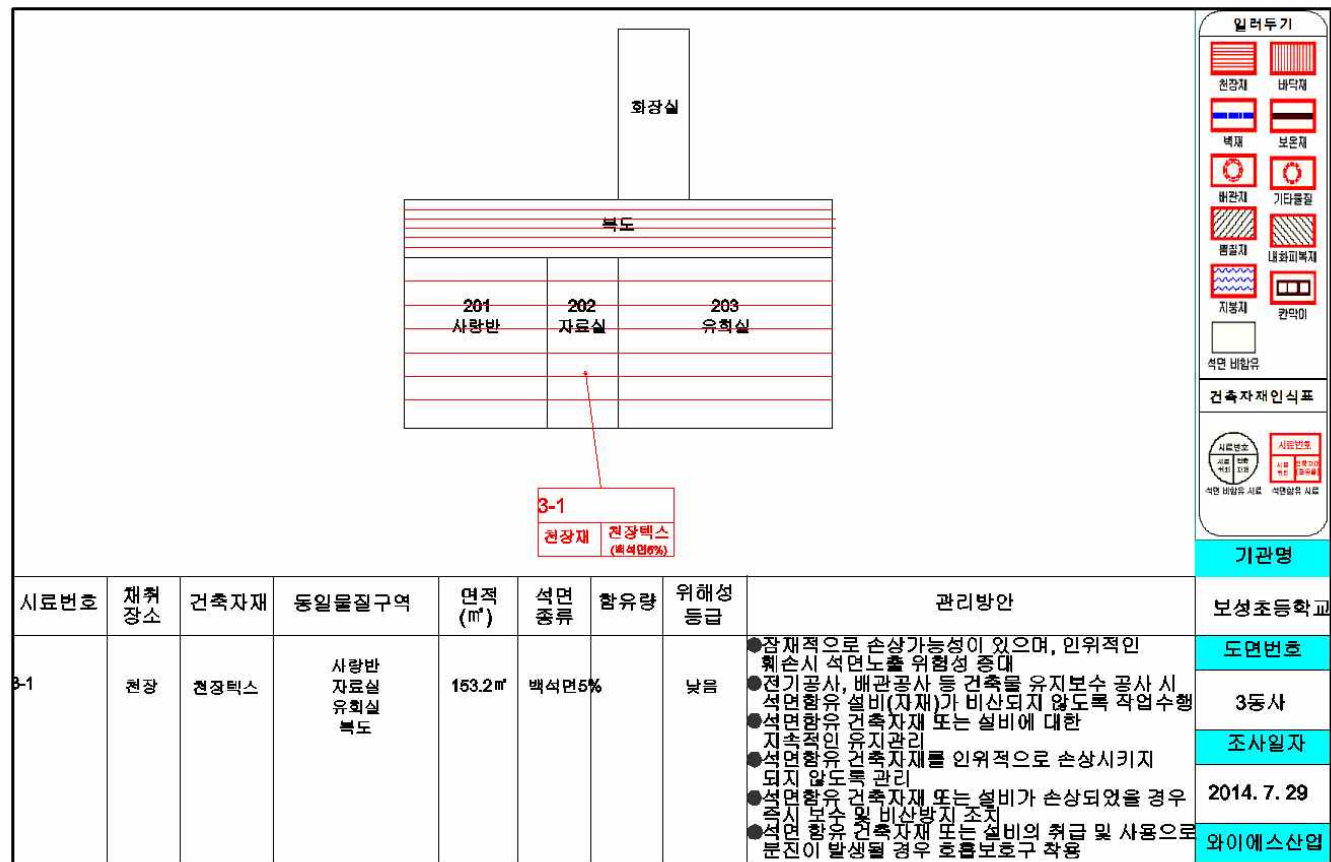 화장실
복도
201
사랑반
202
자료실
203
유희실
3-1
천장재
천장텍스
(백석면6%)
일러두기
천장재
바닥재
벽재
보온재
배관재
기타물질
뿜칠재
내화피복재
지붕재
칸막이
석면 비함유
건축자재인식표
시료번호
시료
위치
건축
자재
시료번호
시료
위치
석면 비함유 시료
석면함유 시료
기관명
보성초등학교
도면번호
3동사
조사일자
2014. 7. 29
와이에스산업
시료번호
채취
장소
건축자재
동일물질구역
면적
(㎡)
석면
종류
함유량
위해성
등급
관리방안
3-1
천장
천장텍스
사랑반
자료실
유희실
복도
153.2㎡
백석면5%
낮음
●잠재적으로 손상가능성이 있으며, 인위적인
훼손시 석면노출 위험성 증대
●전기공사, 배관공사 등 건축물 유지보수 공사 시
석면함유 설비(자재)가 비산되지 않도록 작업수행
●석면함유 건축자재 또는 설비에 대한
지속적인 유지관리
●석면함유 건축자재를 인위적으로 손상시키지
되지 않도록 관리
●석면함유 건축자재 또는 설비가 손상되었을 경우
즉시 보수 및 비산방지 조치
●석면 함유 건축자재 또는 설비의 취급 및 사용으로
분진이 발생될 경우 호흡보호구 착용